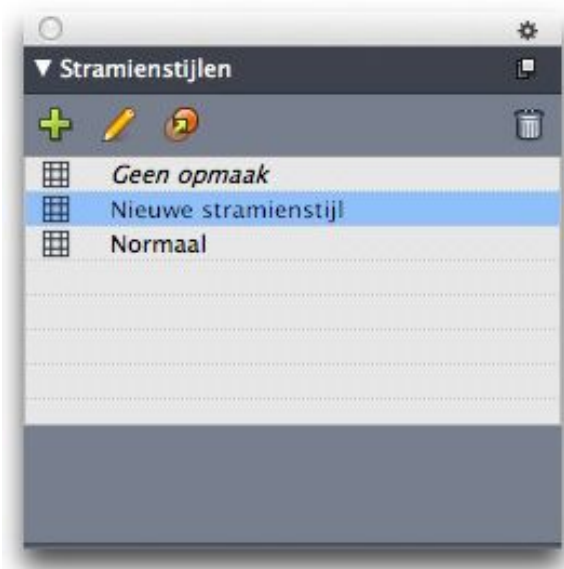 Stramienstijlen
Geen opmaak
Nieuwe stramienstijl
Normaal